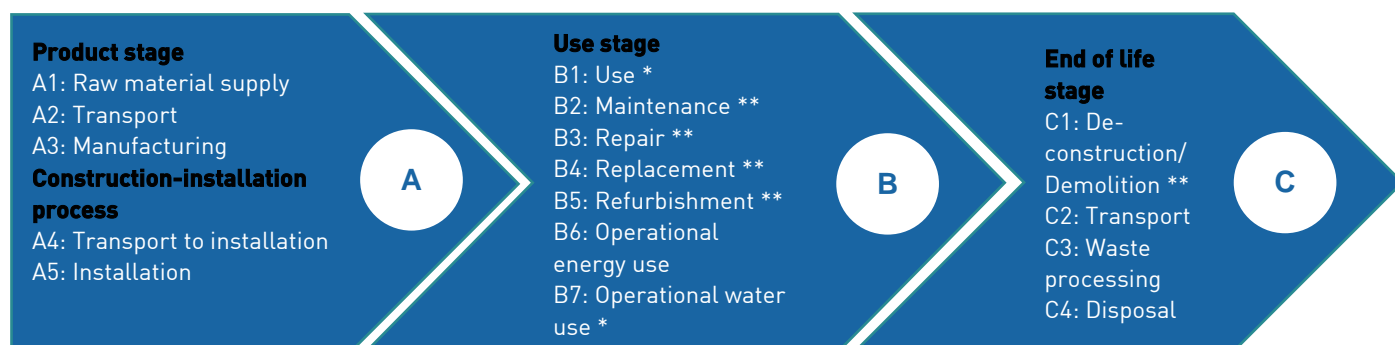 Product stage
A1: Raw material supply
A2: Transport
A3: Manufacturing
Construction-installation
process
A4: Transport to installation
A5: Installation
A
Use stage
B1: Use *
B2: Maintenance **
B3: Repair **
B4: Replacement **
B5: Refurbishment **
B6: Operational
energy use
B7: Operational water
use *
B
End of life
stage
C1: De-
construction/
Demolition **
C2: Transport
C3: Waste
processing
C4: Disposal
C